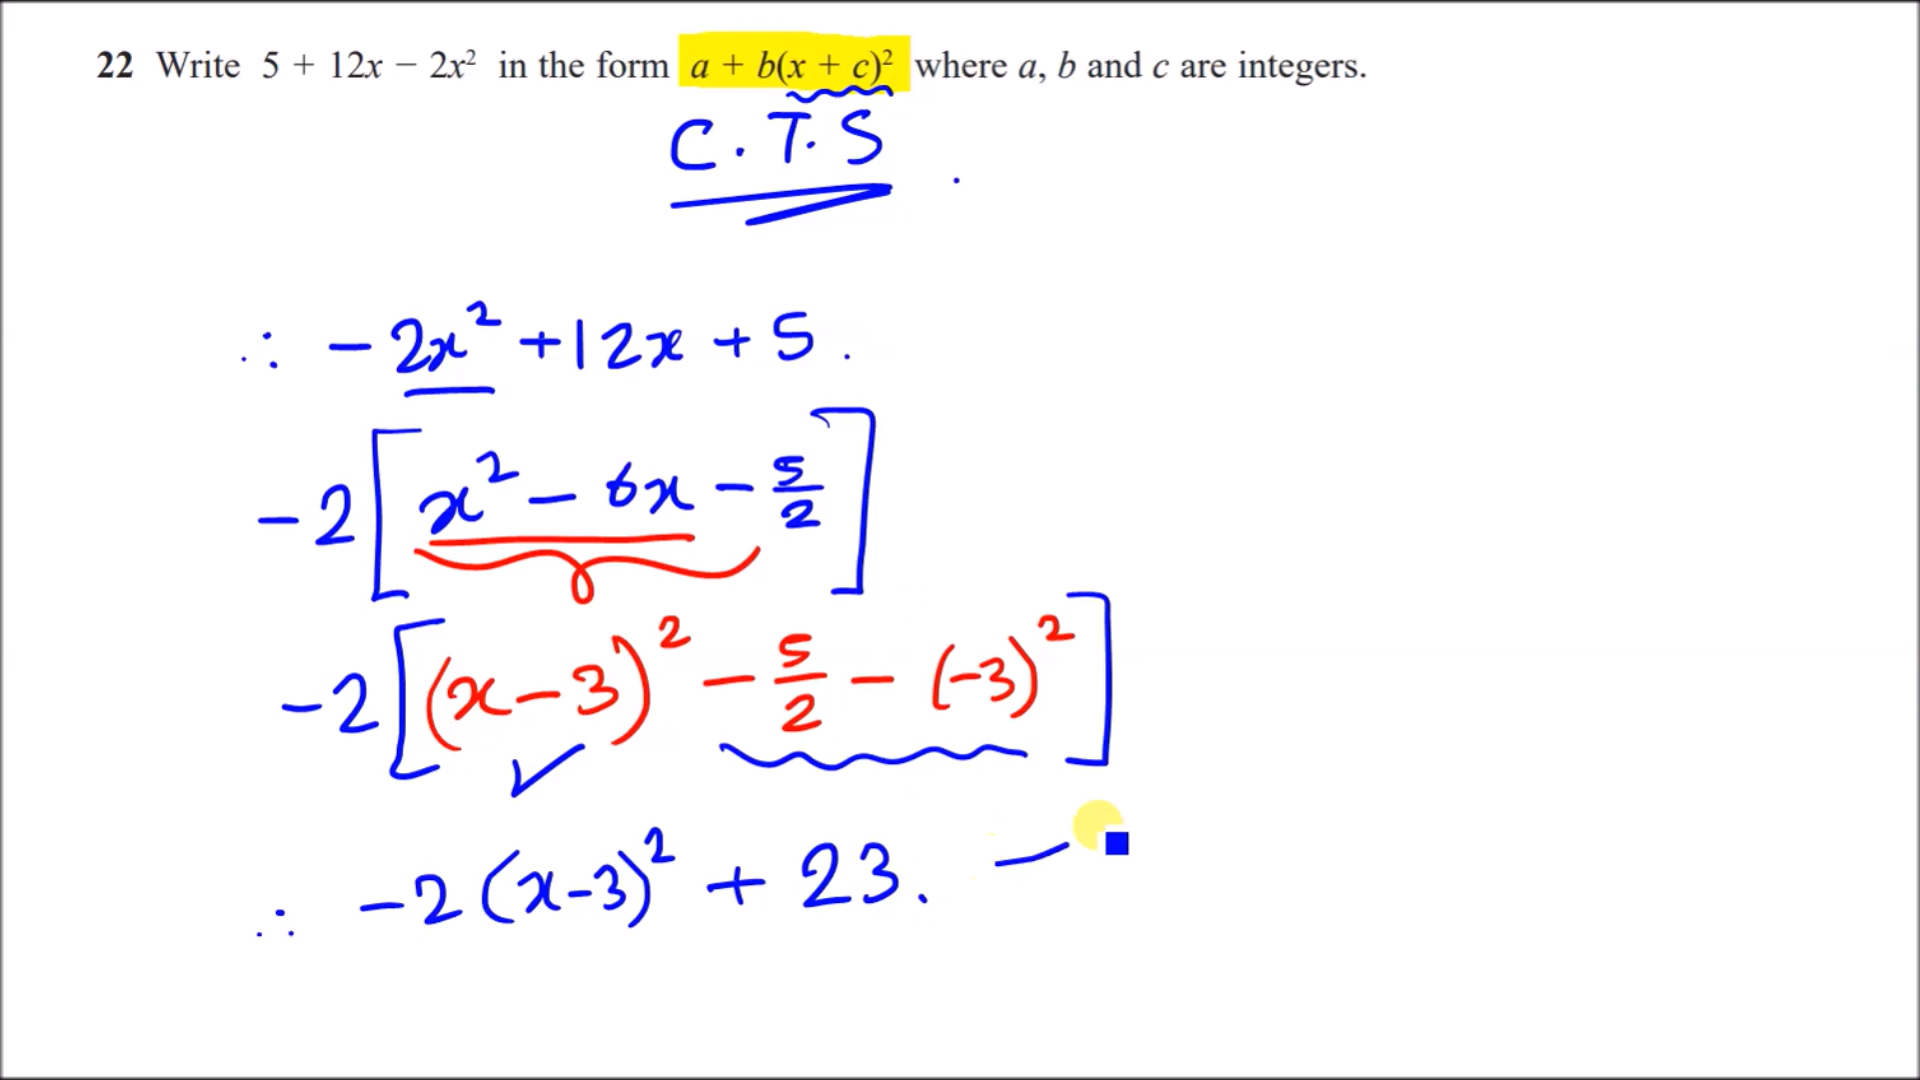 22 Write 5 + 12x − 2x² in the form a + b(x + c)² where a, b and c are integers.
C.T.S
∴ −2x² + 12x + 5.
−2[x² − 6x − 5/2]
−2[(x−3)² − 5/2 − (−3)²]
∴ −2(x−3)² + 23.